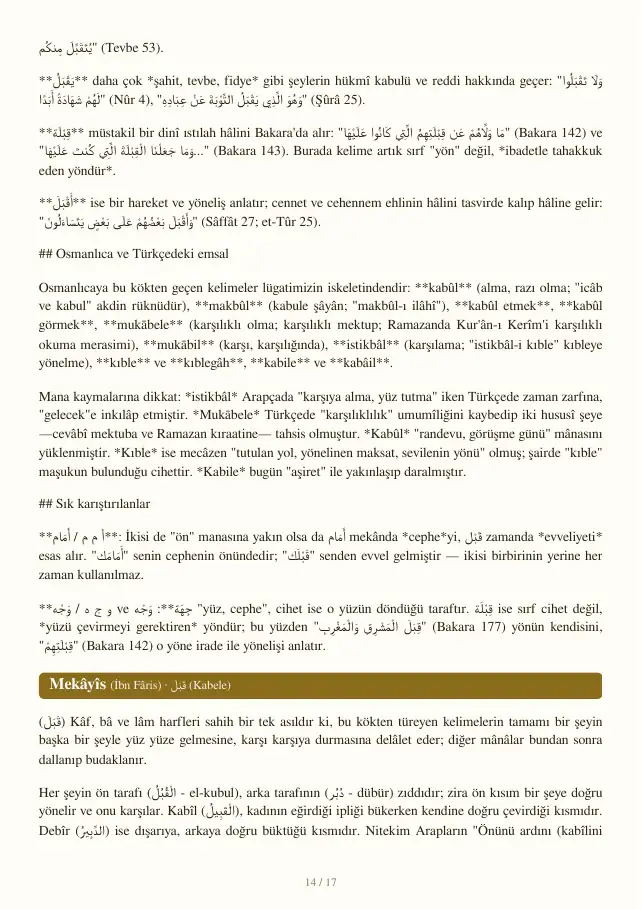 يُتَقَبَّلَ مِنكُم" (Tevbe 53).
**يَقْبَلُ** daha çok *şahit, tevbe, fidye* gibi şeylerin hükmî kabulü ve reddi hakkında geçer: "وَلَا تَقْبَلُوا
لَهُمْ شَهَادَةً أَبَدًا" (Nûr 4), "وَهُوَ الَّذِي يَقْبَلُ التَّوْبَةَ عَنْ عِبَادِهِ" (Şûrâ 25).
**قِبْلَة** müstakil bir dinî ıstılah hâlini Bakara'da alır: "مَا وَلَّاهُمْ عَن قِبْلَتِهِمُ الَّتِي كَانُوا عَلَيْهَا" (Bakara 142) ve
"وَمَا جَعَلْنَا الْقِبْلَةَ الَّتِي كُنتَ عَلَيْهَا..." (Bakara 143). Burada kelime artık sırf "yön" değil, *ibadetle tahakkuk
eden yöndür*.
**أَقْبَلَ** ise bir hareket ve yöneliş anlatır; cennet ve cehennem ehlinin hâlini tasvirde kalıp hâline gelir:
"وَأَقْبَلَ بَعْضُهُمْ عَلَى بَعْضٍ يَتَسَاءَلُونَ" (Sâffât 27; et-Tûr 25).
## Osmanlıca ve Türkçedeki emsal
Osmanlıcaya bu kökten geçen kelimeler lügatimizin iskeletindendir: **kabûl** (alma, razı olma; "icâb
ve kabul" akdin rüknüdür), **makbûl** (kabule şâyân; "makbûl-ı ilâhî"), **kabûl etmek**, **kabûl
görmek**, **mukābele** (karşılıklı olma; karşılıklı mektup; Ramazanda Kur'ân-ı Kerîm'i karşılıklı
okuma merasimi), **mukābil** (karşı, karşılığında), **istikbâl** (karşılama; "istikbâl-i kıble" kıbleye
yönelme), **kıble** ve **kıblegâh**, **kabile** ve **kabâil**.
Mana kaymalarına dikkat: *istikbâl* Arapçada "karşıya alma, yüz tutma" iken Türkçede zaman zarfına,
"gelecek"e inkılâp etmiştir. *Mukābele* Türkçede "karşılıklılık" umumîliğini kaybedip iki hususî şeye
—cevâbî mektuba ve Ramazan kıraatine— tahsis olmuştur. *Kabûl* "randevu, görüşme günü" mânasını
yüklenmiştir. *Kıble* ise mecâzen "tutulan yol, yönelinen maksat, sevilenin yönü" olmuş; şairde "kıble"
maşukun bulunduğu cihettir. *Kabile* bugün "aşiret" ile yakınlaşıp daralmıştır.
## Sık karıştırılanlar
**أ م م / أَمَام**: İkisi de "ön" manasına yakın olsa da أَمَام mekânda *cephe*yi, قَبْل zamanda *evveliyeti*
esas alır. "أَمَامَك" senin cephenin önündedir; "قَبْلَك" senden evvel gelmiştir — ikisi birbirinin yerine her
zaman kullanılmaz.
**و ج ه / وَجْه ve جِهَة**: وَجْه "yüz, cephe", cihet ise o yüzün döndüğü taraftır. قِبْلَة ise sırf cihet değil,
*yüzü çevirmeyi gerektiren* yöndür; bu yüzden "قِبَلَ الْمَشْرِقِ وَالْمَغْرِبِ" (Bakara 177) yönün kendisini,
"قِبْلَتِهِمْ" (Bakara 142) o yöne irade ile yönelişi anlatır.
Mekâyîs (İbn Fâris) · قَبَلَ (Kabele)
(قَبَلَ) Kâf, bâ ve lâm harfleri sahih bir tek asıldır ki, bu kökten türeyen kelimelerin tamamı bir şeyin
başka bir şeyle yüz yüze gelmesine, karşı karşıya durmasına delâlet eder; diğer mânâlar bundan sonra
dallanıp budaklanır.
Her şeyin ön tarafı (الْقُبُلُ - el-kubul), arka tarafının (دُبُر - dübür) zıddıdır; zira ön kısım bir şeye doğru
yönelir ve onu karşılar. Kabîl (الْقَبِيلُ), kadının eğirdiği ipliği bükerken kendine doğru çevirdiği kısmıdır.
Debîr (الدَّبِيرُ) ise dışarıya, arkaya doğru büktüğü kısmıdır. Nitekim Arapların "Önünü ardını (kabîlini
14 / 17